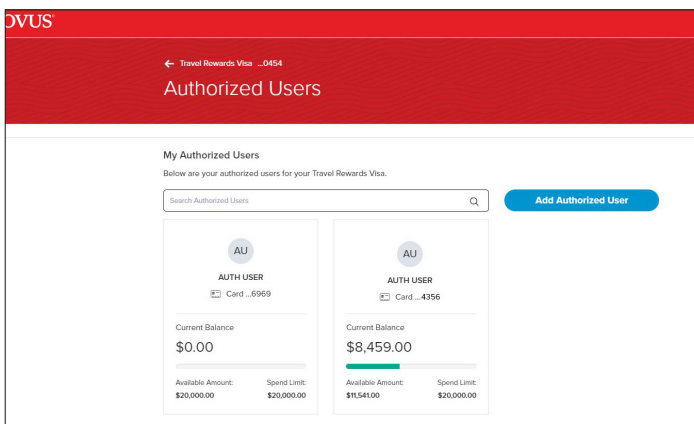 OVUS
← Travel Rewards Visa ...0454
Authorized Users
My Authorized Users
Below are your authorized users for your Travel Rewards Visa.
Search Authorized Users
Add Authorized User
AU
AUTH USER
Card ...6969
Current Balance
$0.00
Available Amount: Spend Limit:
$20,000.00 $20,000.00
AU
AUTH USER
Card ... 4356
Current Balance
$8,459.00
Available Amount: Spend Limit:
$11,541.00 $20,000.00